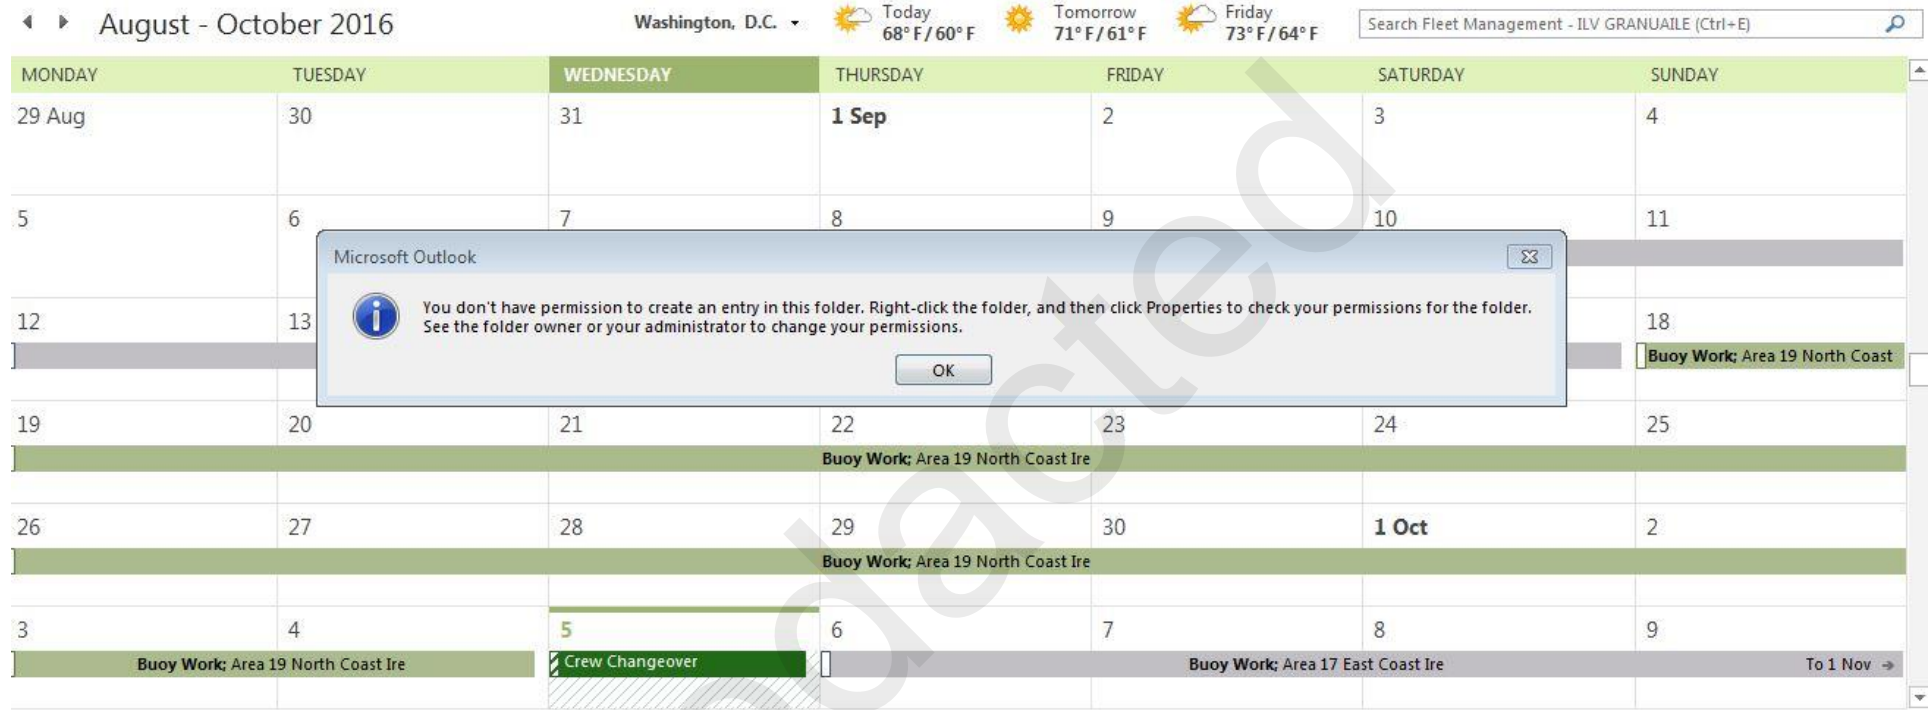 August - October 2016
Washington, D.C.
Today
68° F / 60° F
Tomorrow
71° F / 61° F
Friday
73° F / 64° F
Search Fleet Management - ILV GRANUAILE (Ctrl+E)
MONDAY TUESDAY WEDNESDAY THURSDAY FRIDAY SATURDAY SUNDAY
29 Aug 30 31 1 Sep 2 3 4
5 6 7 8 9 10 11
Microsoft Outlook
You don't have permission to create an entry in this folder. Right-click the folder, and then click Properties to check your permissions for the folder.
See the folder owner or your administrator to change your permissions.
OK
12 13 18
Buoy Work; Area 19 North Coast
19 20 21 22 23 24 25
Buoy Work; Area 19 North Coast Ire
26 27 28 29 30 1 Oct 2
Buoy Work; Area 19 North Coast Ire
3 4 5 6 7 8 9
Buoy Work; Area 19 North Coast Ire
Crew Changeover
Buoy Work; Area 17 East Coast Ire
To 1 Nov
dacted